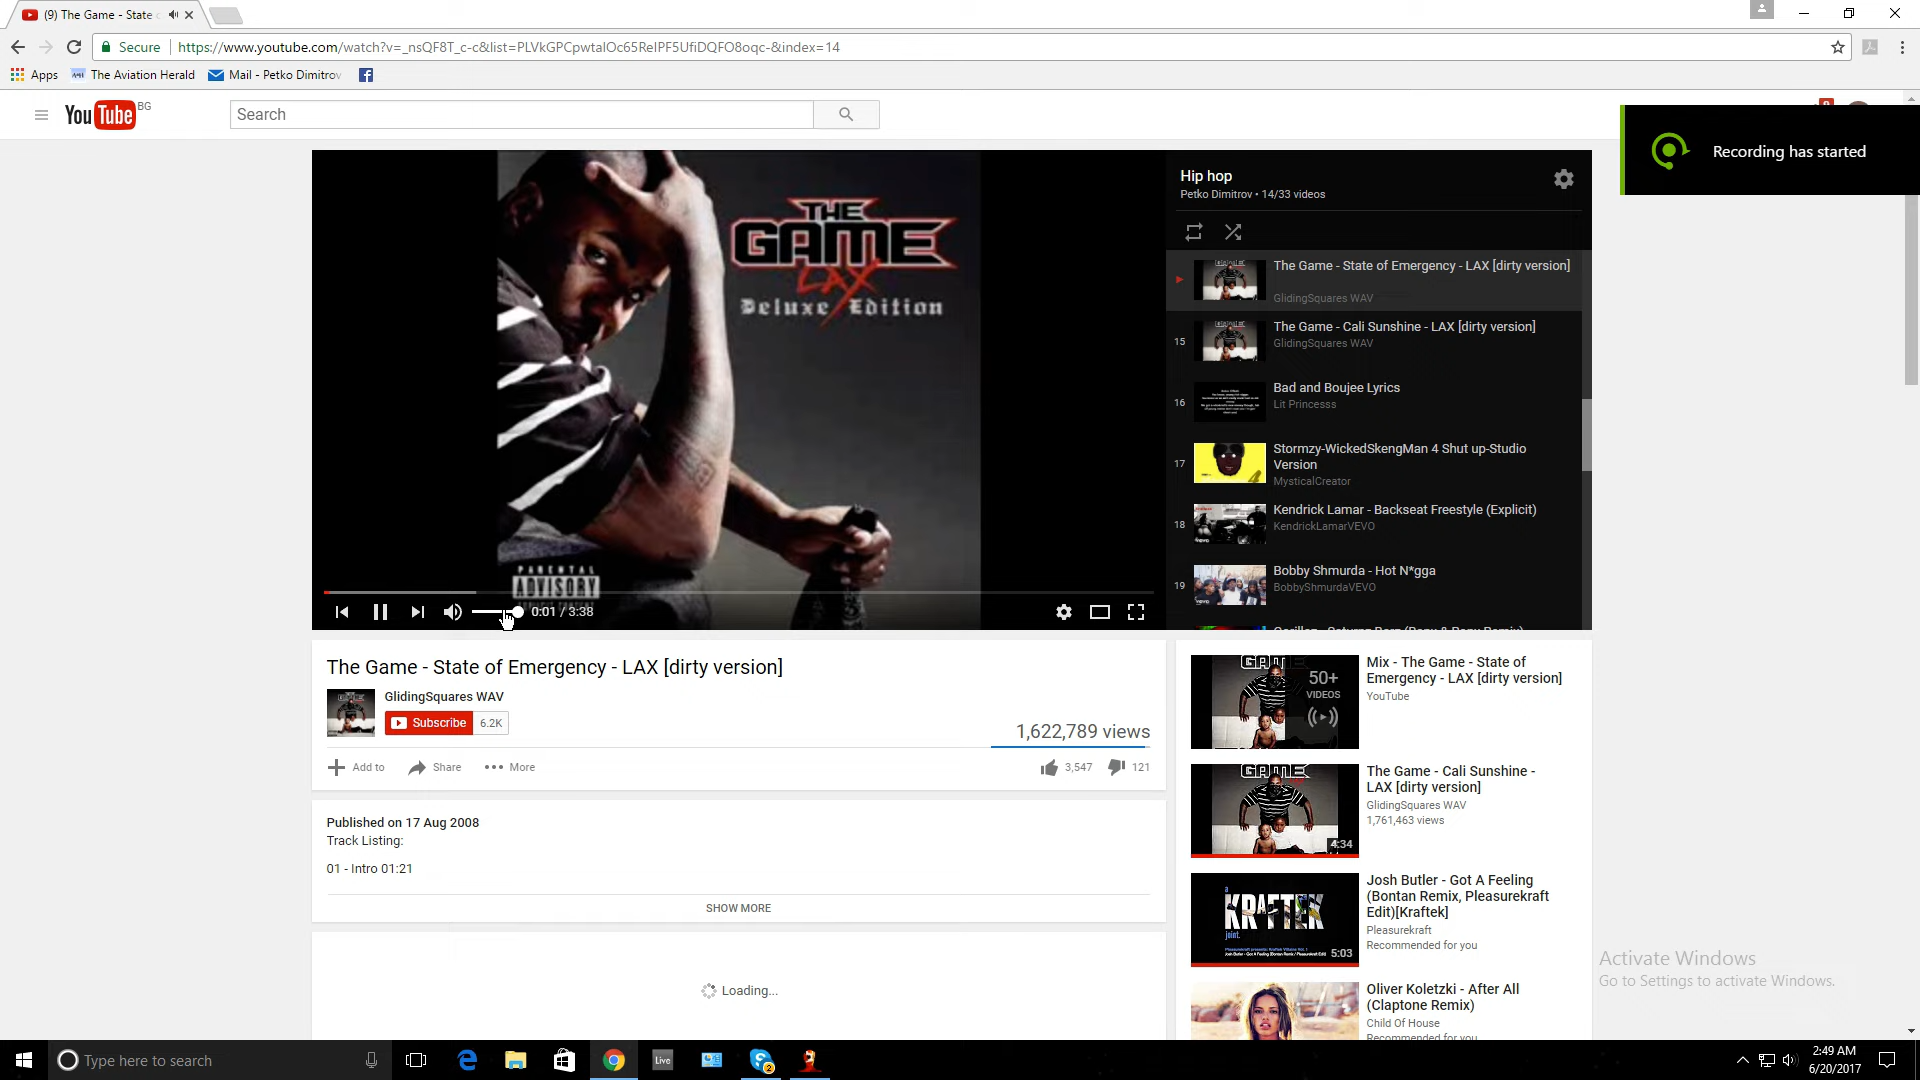 (9) The Game - State
Secure
https://www.youtube.com/watch?v=_nsQF8T_c-c&list=PLVkGPCpwtalOc65RelPF5UfiDQFO8oqc-&index=14
Apps
The Aviation Herald
Mail - Petko Dimitrov
YouTube BG
Search
Recording has started
THE
GAME
LAX
Deluxe Edition
PARENTAL
ADVISORY
0:01 / 3:38
Hip hop
Petko Dimitrov • 14/33 videos
The Game - State of Emergency - LAX [dirty version]
GlidingSquares WAV
15
The Game - Cali Sunshine - LAX [dirty version]
GlidingSquares WAV
16
Bad and Boujee Lyrics
Lit Princesss
17
Stormzy-WickedSkengMan 4 Shut up-Studio
Version
MysticalCreator
18
Kendrick Lamar - Backseat Freestyle (Explicit)
KendrickLamarVEVO
19
Bobby Shmurda - Hot N*gga
BobbyShmurdaVEVO
The Game - State of Emergency - LAX [dirty version]
GlidingSquares WAV
Subscribe 6.2K
1,622,789 views
Add to
Share
More
3,547
121
Published on 17 Aug 2008
Track Listing:
01 - Intro 01:21
SHOW MORE
Loading...
GAME
50+
VIDEOS
Mix - The Game - State of
Emergency - LAX [dirty version]
YouTube
GAME
4:34
The Game - Cali Sunshine -
LAX [dirty version]
GlidingSquares WAV
1,761,463 views
a
KRAFTEK
joint.
5:03
Josh Butler - Got A Feeling
(Bontan Remix, Pleasurekraft
Edit)[Kraftek]
Pleasurekraft
Recommended for you
Oliver Koletzki - After All
(Claptone Remix)
Child Of House
Recommended for you
Activate Windows
Go to Settings to activate Windows.
Type here to search
Live
2
2:49 AM
6/20/2017